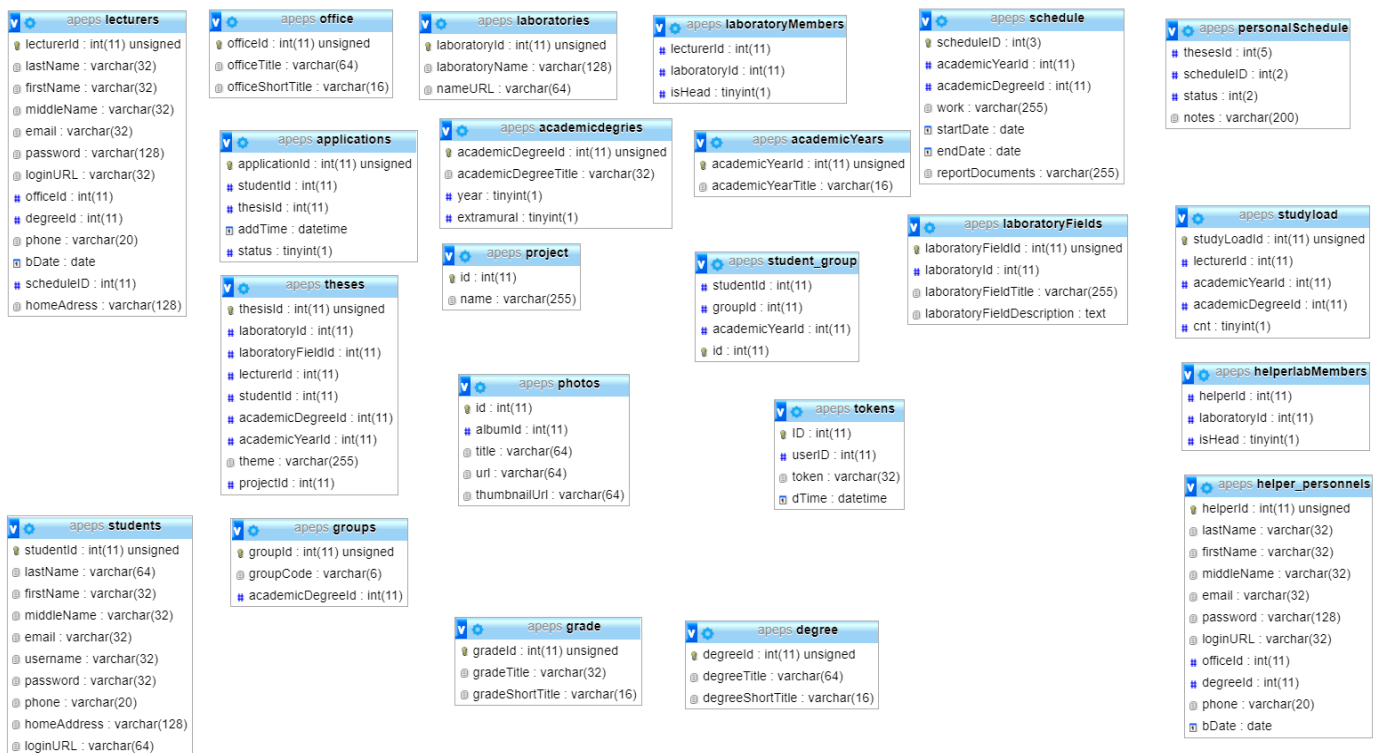 apeps lecturers
lecturerId : int(11) unsigned
lastName : varchar(32)
firstName : varchar(32)
middleName : varchar(32)
email : varchar(32)
password : varchar(128)
loginURL : varchar(32)
officeId : int(11)
degreeId : int(11)
phone : varchar(20)
bDate : date
scheduleID : int(11)
homeAdress : varchar(128)
apeps office
officeId : int(11) unsigned
officeTitle : varchar(64)
officeShortTitle : varchar(16)
apeps laboratories
laboratoryId : int(11) unsigned
laboratoryName : varchar(128)
nameURL : varchar(64)
apeps laboratoryMembers
lecturerId : int(11)
laboratoryId : int(11)
isHead : tinyint(1)
apeps schedule
scheduleID : int(3)
academicYearId : int(11)
academicDegreeId : int(11)
work : varchar(255)
startDate : date
endDate : date
reportDocuments : varchar(255)
apeps personalSchedule
thesesId : int(5)
scheduleID : int(2)
status : int(2)
notes : varchar(200)
apeps applications
applicationId : int(11) unsigned
studentId : int(11)
thesisId : int(11)
addTime : datetime
status : tinyint(1)
apeps academicdegries
academicDegreeId : int(11) unsigned
academicDegreeTitle : varchar(32)
year : tinyint(1)
extramural : tinyint(1)
apeps academicYears
academicYearId : int(11) unsigned
academicYearTitle : varchar(16)
apeps laboratoryFields
laboratoryFieldId : int(11) unsigned
laboratoryId : int(11)
laboratoryFieldTitle : varchar(255)
laboratoryFieldDescription : text
apeps studyload
studyLoadId : int(11) unsigned
lecturerId : int(11)
academicYearId : int(11)
academicDegreeId : int(11)
cnt : tinyint(1)
apeps project
id : int(11)
name : varchar(255)
apeps student_group
studentId : int(11)
groupId : int(11)
academicYearId : int(11)
id : int(11)
apeps theses
thesisId : int(11) unsigned
laboratoryId : int(11)
laboratoryFieldId : int(11)
lecturerId : int(11)
studentId : int(11)
academicDegreeId : int(11)
academicYearId : int(11)
theme : varchar(255)
projectId : int(11)
apeps photos
id : int(11)
albumId : int(11)
title : varchar(64)
url : varchar(64)
thumbnailUrl : varchar(64)
apeps tokens
ID : int(11)
userID : int(11)
token : varchar(32)
dTime : datetime
apeps helperlabMembers
helperId : int(11)
laboratoryId : int(11)
isHead : tinyint(1)
apeps helper_personnels
helperId : int(11) unsigned
lastName : varchar(32)
firstName : varchar(32)
middleName : varchar(32)
email : varchar(32)
password : varchar(128)
loginURL : varchar(32)
officeId : int(11)
degreeId : int(11)
phone : varchar(20)
bDate : date
apeps students
studentId : int(11) unsigned
lastName : varchar(64)
firstName : varchar(32)
middleName : varchar(32)
email : varchar(32)
username : varchar(32)
password : varchar(32)
phone : varchar(20)
homeAddress : varchar(128)
loginURL : varchar(64)
apeps groups
groupId : int(11) unsigned
groupCode : varchar(6)
academicDegreeId : int(11)
apeps grade
gradeId : int(11) unsigned
gradeTitle : varchar(32)
gradeShortTitle : varchar(16)
apeps degree
degreeId : int(11) unsigned
degreeTitle : varchar(64)
degreeShortTitle : varchar(16)